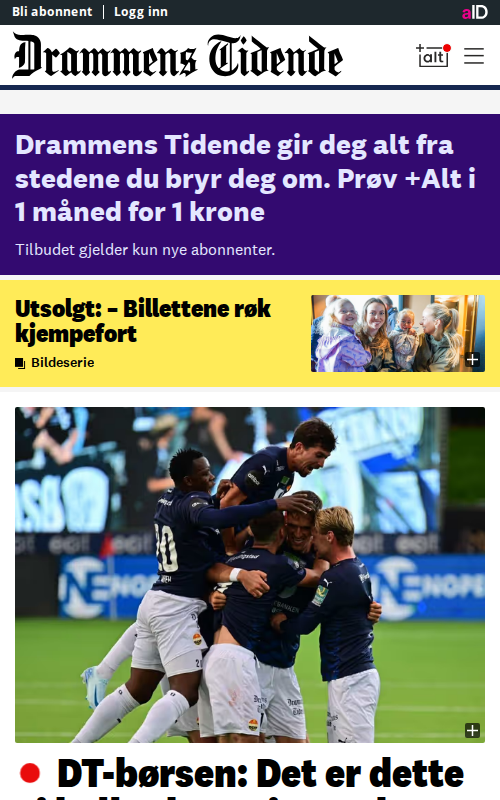 Bli abonnent | Logg inn
aID
Drammens Tidende
+alt
Drammens Tidende gir deg alt fra
stedene du bryr deg om. Prøv +Alt i
1 måned for 1 krone
Tilbudet gjelder kun nye abonnenter.
Utsolgt: – Billettene røk
kjempefort
Bildeserie
ENOPE
NE
DT-børsen: Det er dette